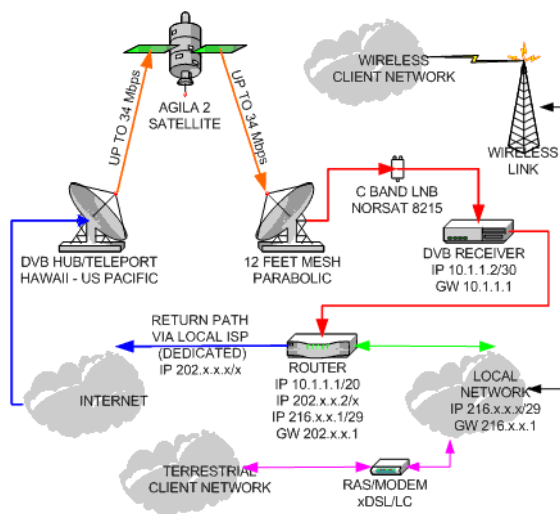 AGILA 2
SATELLITE
UP TO 34 Mbps
UP TO 34 Mbps
WIRELESS
CLIENT NETWORK
WIRELESS
LINK
C BAND LNB
NORSAT 8215
DVB HUB/TELEPORT
HAWAII - US PACIFIC
12 FEET MESH
PARABOLIC
DVB RECEIVER
IP 10.1.1.2/30
GW 10.1.1.1
RETURN PATH
VIA LOCAL ISP
(DEDICATED)
IP 202.x.x.x/x
ROUTER
IP 10.1.1.1/20
IP 202.x.x.2/x
IP 216.x.x.1/29
GW 202.x.x.1
INTERNET
LOCAL
NETWORK
IP 216.x.x.x/29
GW 216.x.x.1
TERRESTRIAL
CLIENT NETWORK
RAS/MODEM
xDSL/LC